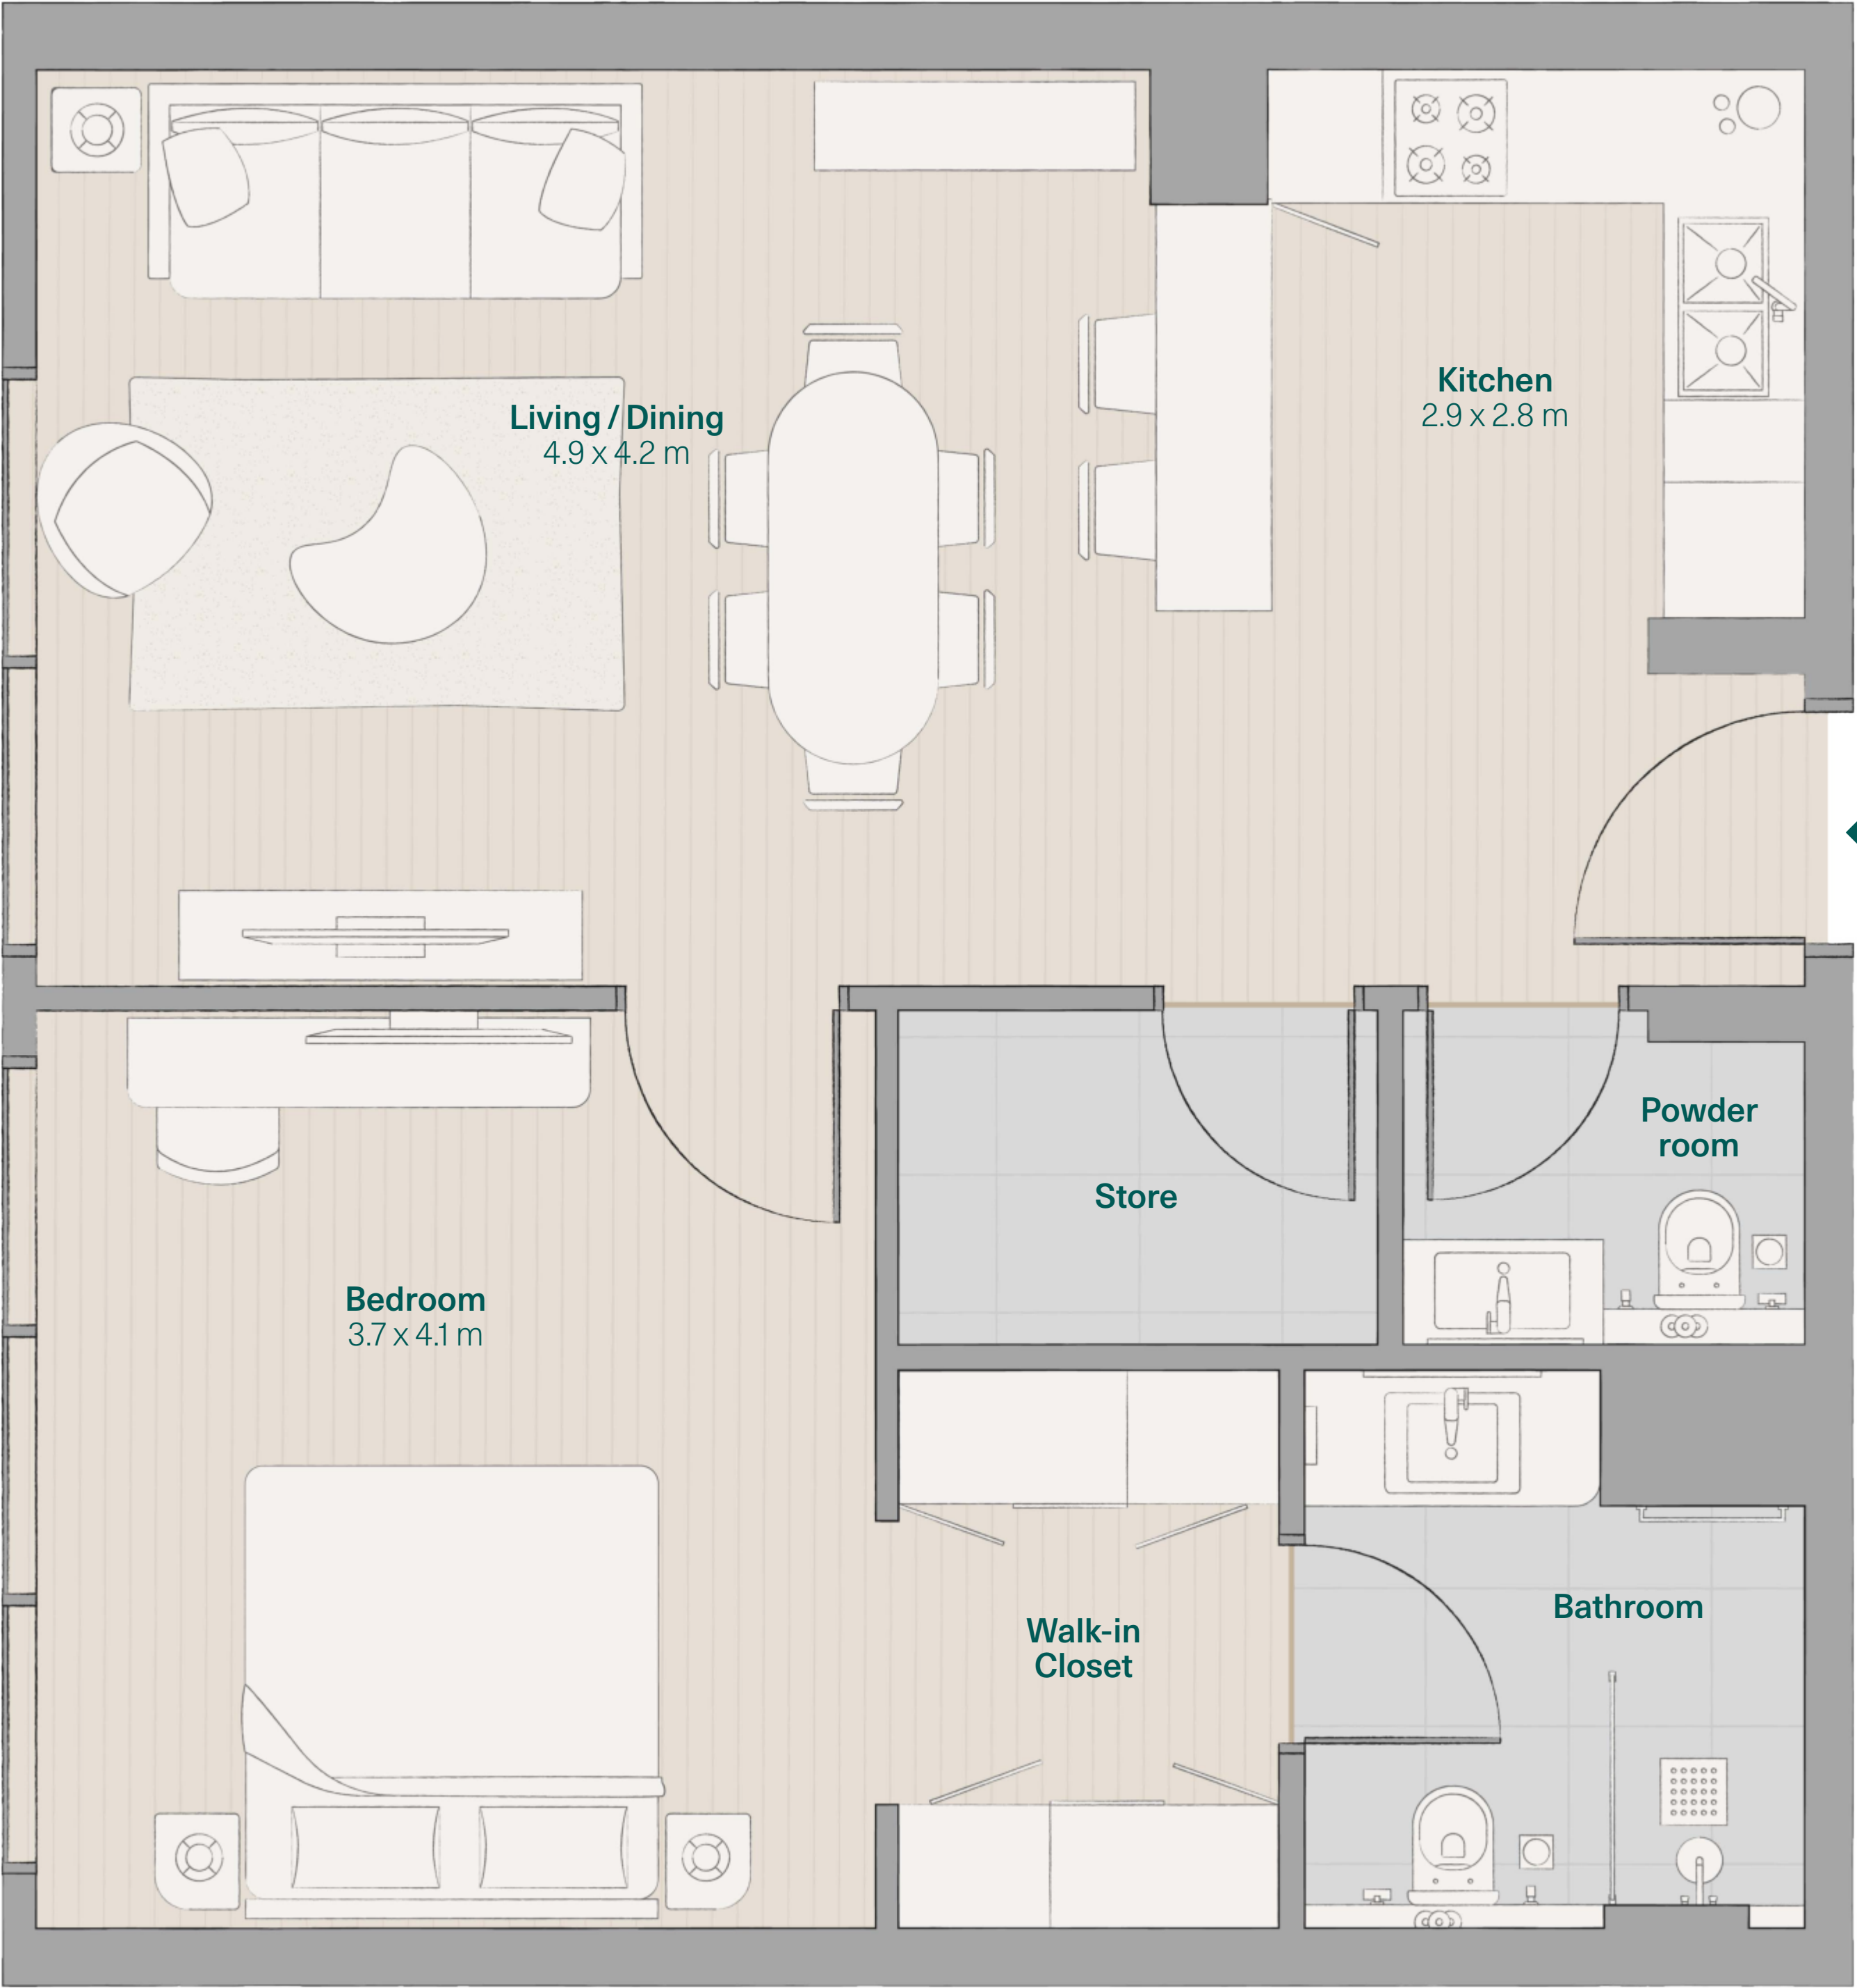 Living / Dining
4.9 x 4.2 m
Kitchen
2.9 x 2.8 m
Powder
room
Store
Bedroom
3.7 x 4.1 m
Walk-in
Closet
Bathroom